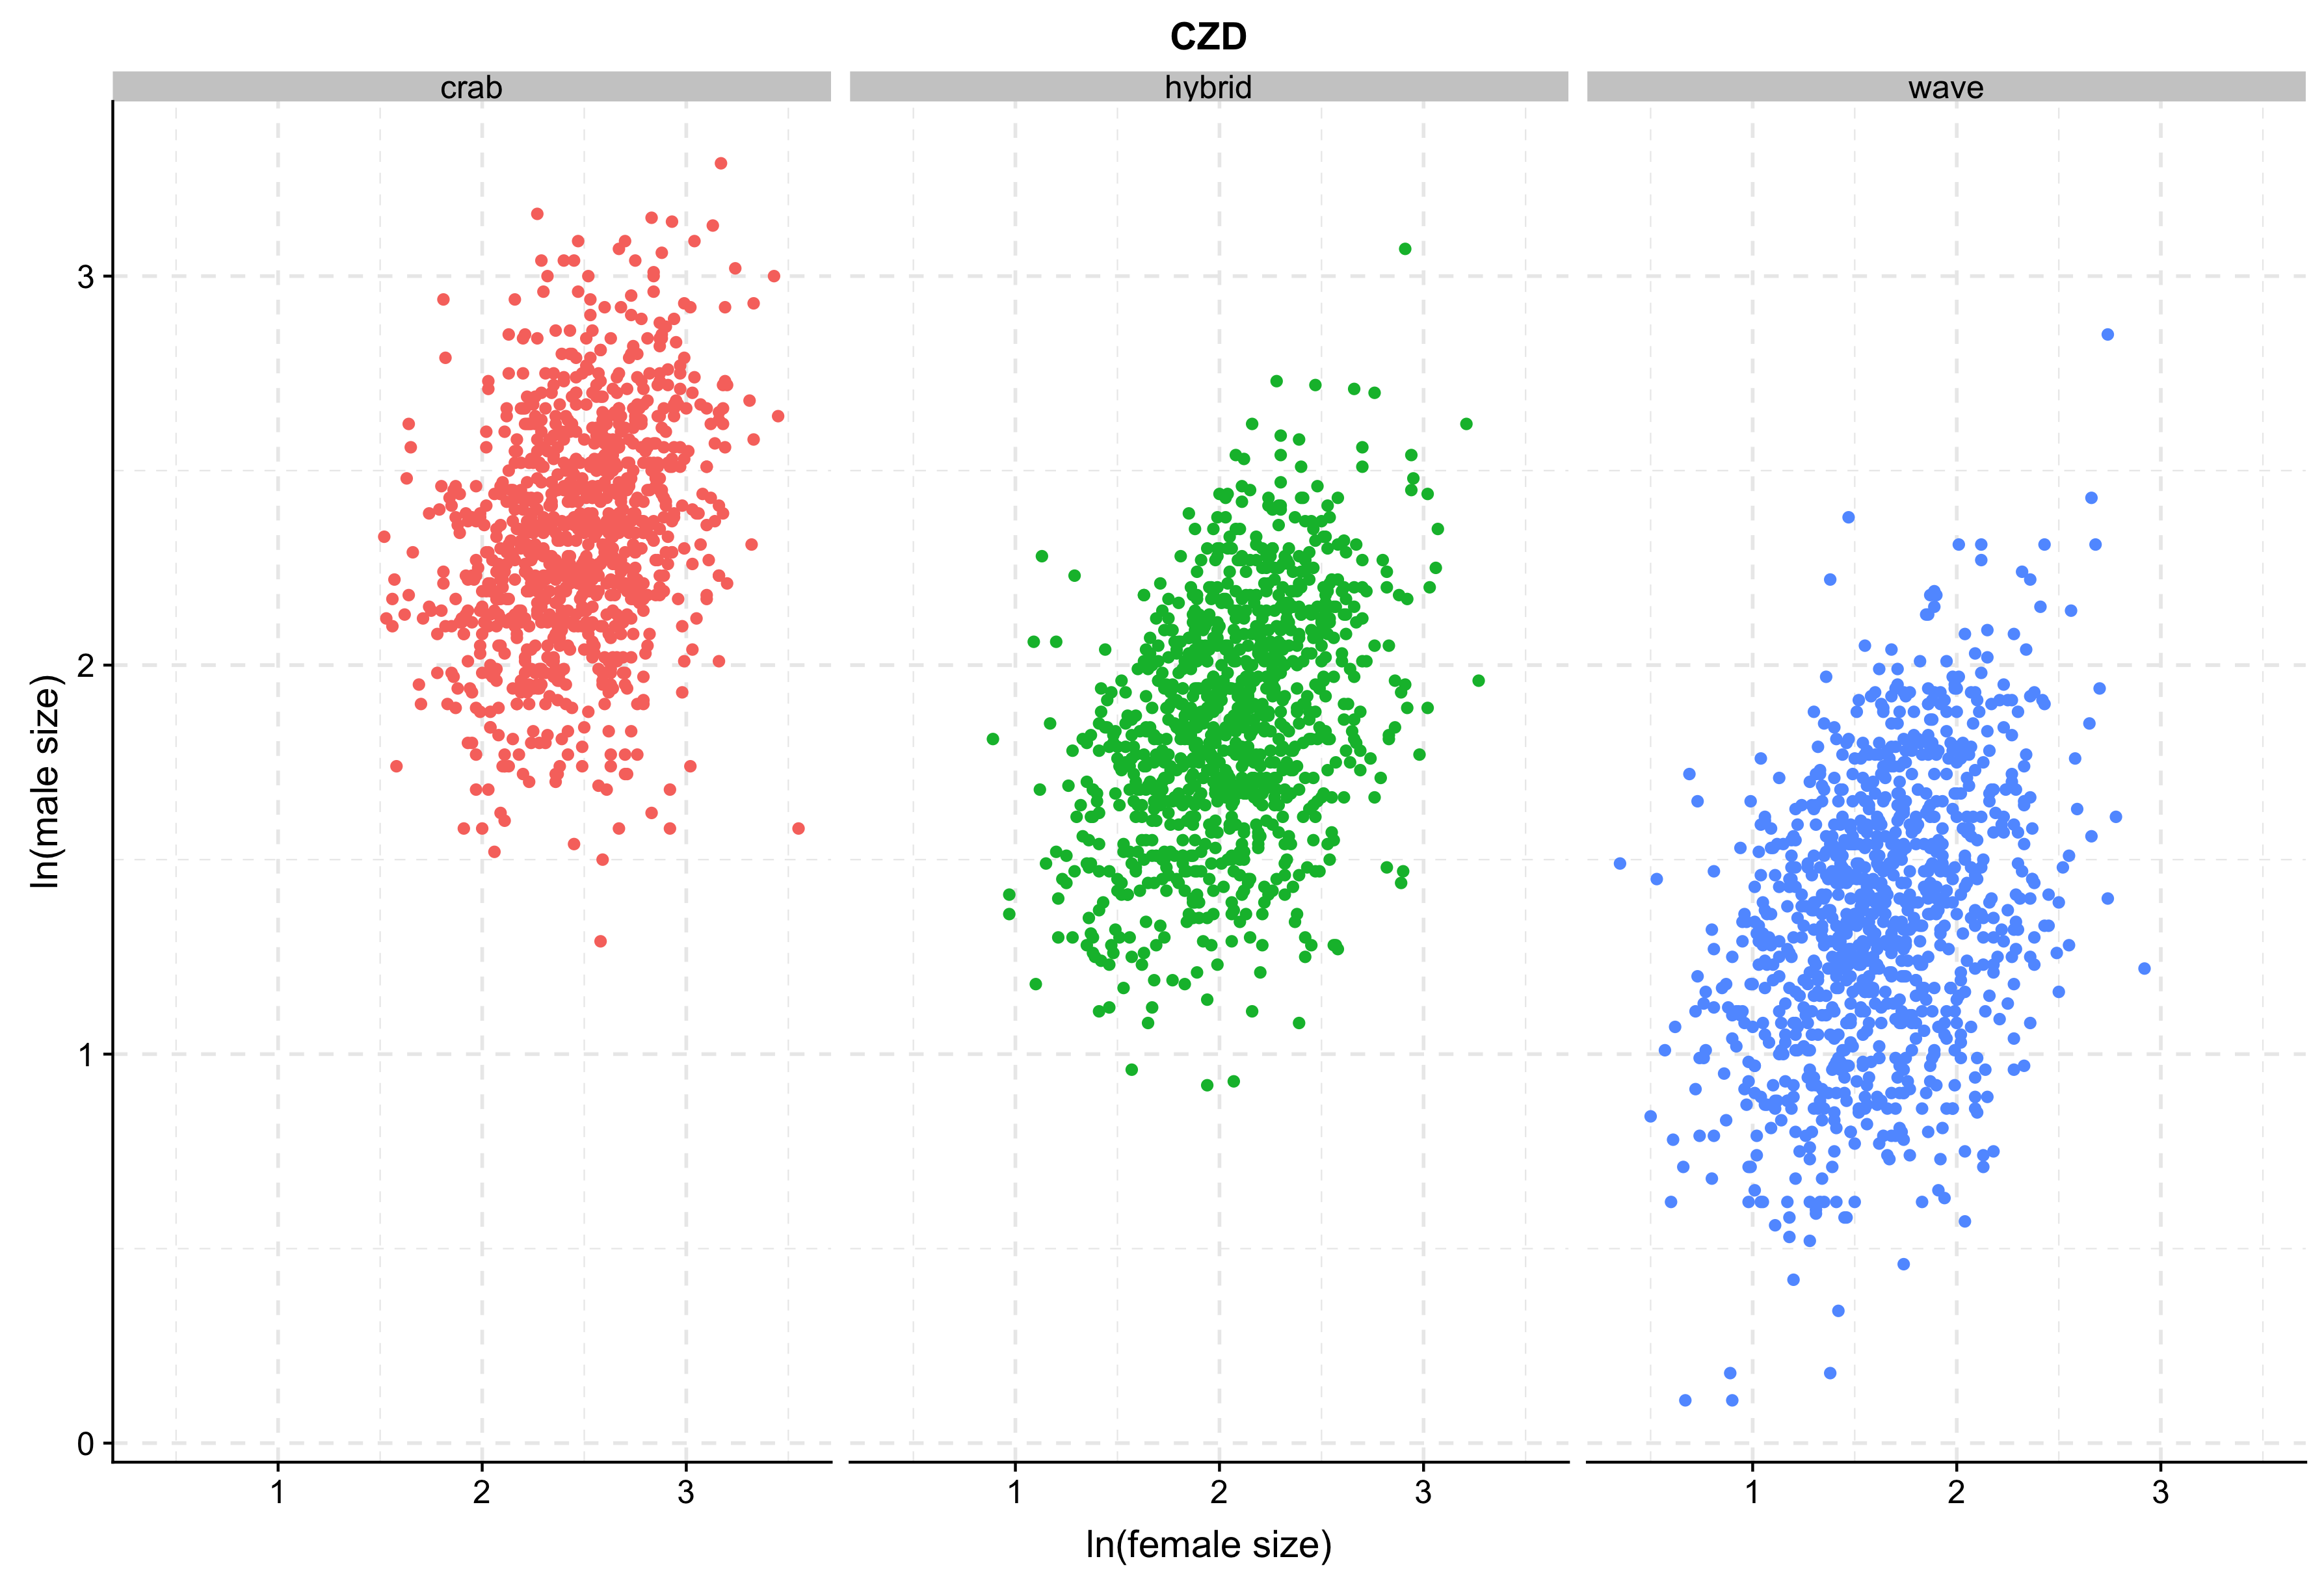 CZD
crab hybrid wave
3
2
1
0
ln(male size)
1 2 3 1 2 3 1 2 3
ln(female size)